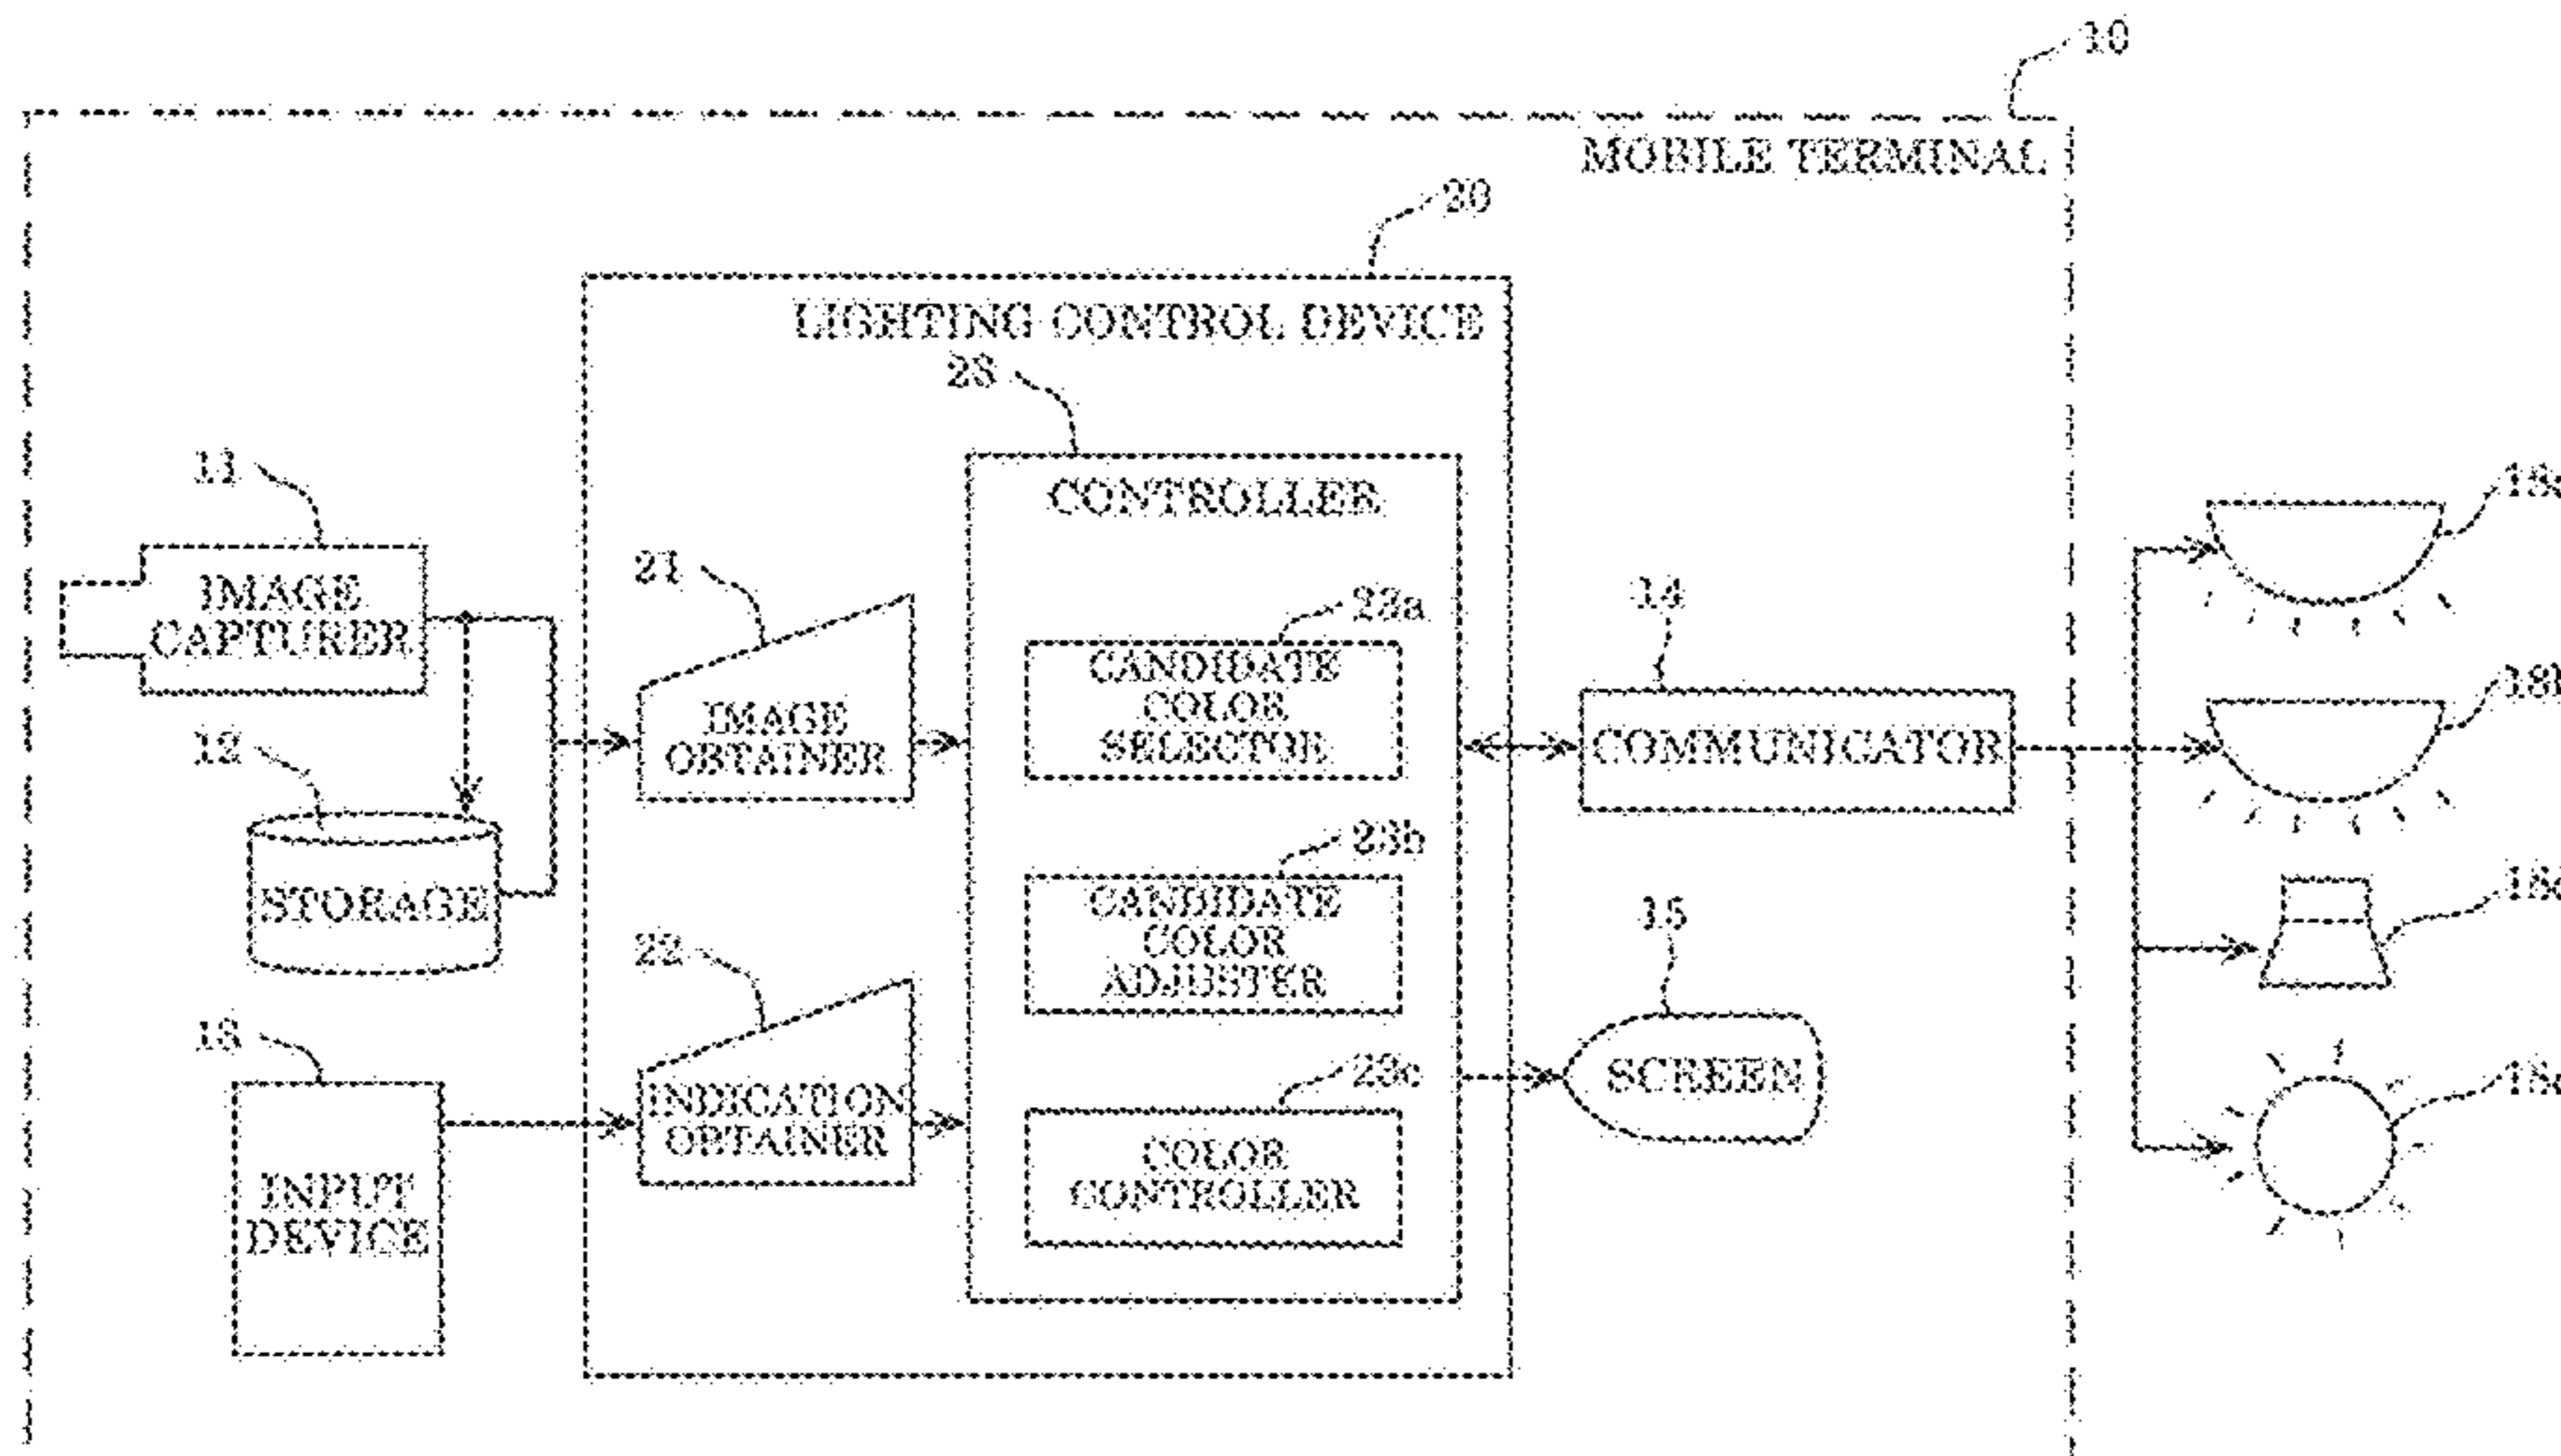 10
MOBILE TERMINAL
20
LIGHTING CONTROL DEVICE
23
CONTROLLER
11
IMAGE
CAPTURER
21
IMAGE
OBTAINER
23a
CANDIDATE
COLOR
SELECTOR
14
COMMUNICATOR
18a
18b
12
STORAGE
23b
CANDIDATE
COLOR
ADJUSTER
15
SCREEN
22
INDICATION
OBTAINER
13
INPUT
DEVICE
23c
COLOR
CONTROLLER